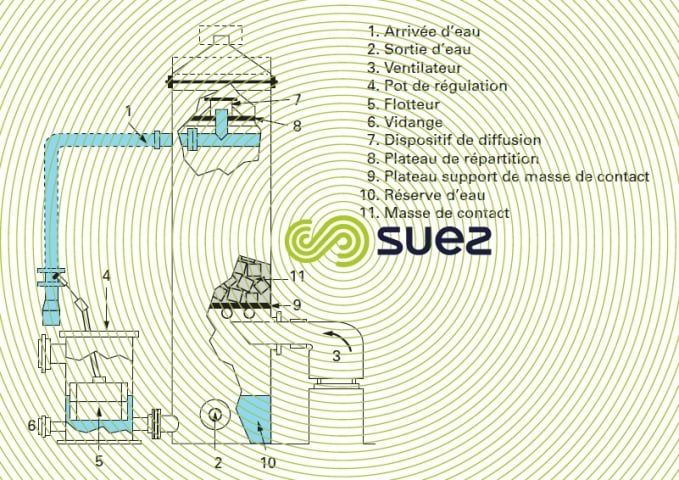 1. Arrivée d'eau
2. Sortie d'eau
3. Ventilateur
4. Pot de régulation
5. Flotteur
6. Vidange
7. Dispositif de diffusion
8. Plateau de répartition
9. Plateau support de masse de contact
10. Réserve d'eau
11. Masse de contact
suez
7
1
8
11
4
9
3
6
5
2
10